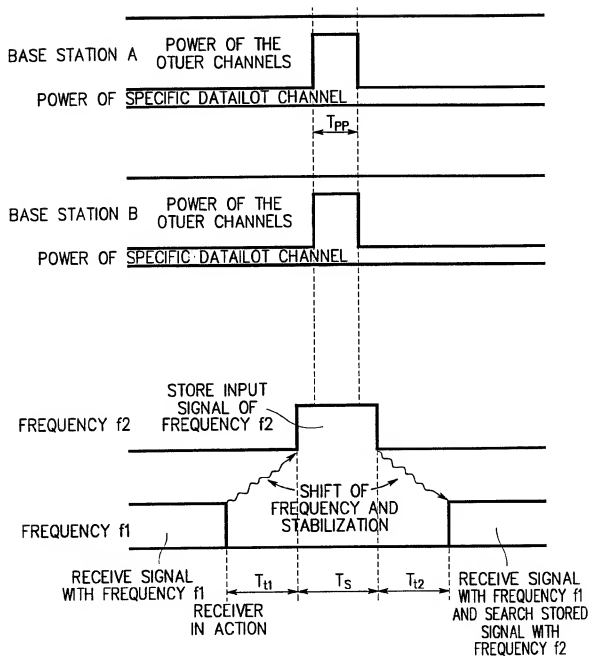 BASE STATION A
POWER OF THE
OTUER CHANNELS
POWER OF SPECIFIC DATAILOT CHANNEL
TPP
BASE STATION B
POWER OF THE
OTUER CHANNELS
POWER OF SPECIFIC DATAILOT CHANNEL
STORE INPUT
SIGNAL OF
FREQUENCY f2
FREQUENCY f2
SHIFT OF
FREQUENCY AND
STABILIZATION
FREQUENCY f1
RECEIVE SIGNAL
WITH FREQUENCY f1
Tt1
TS
Tt2
RECEIVER
IN ACTION
RECEIVE SIGNAL
WITH FREQUENCY f1
AND SEARCH STORED
SIGNAL WITH
FREQUENCY f2